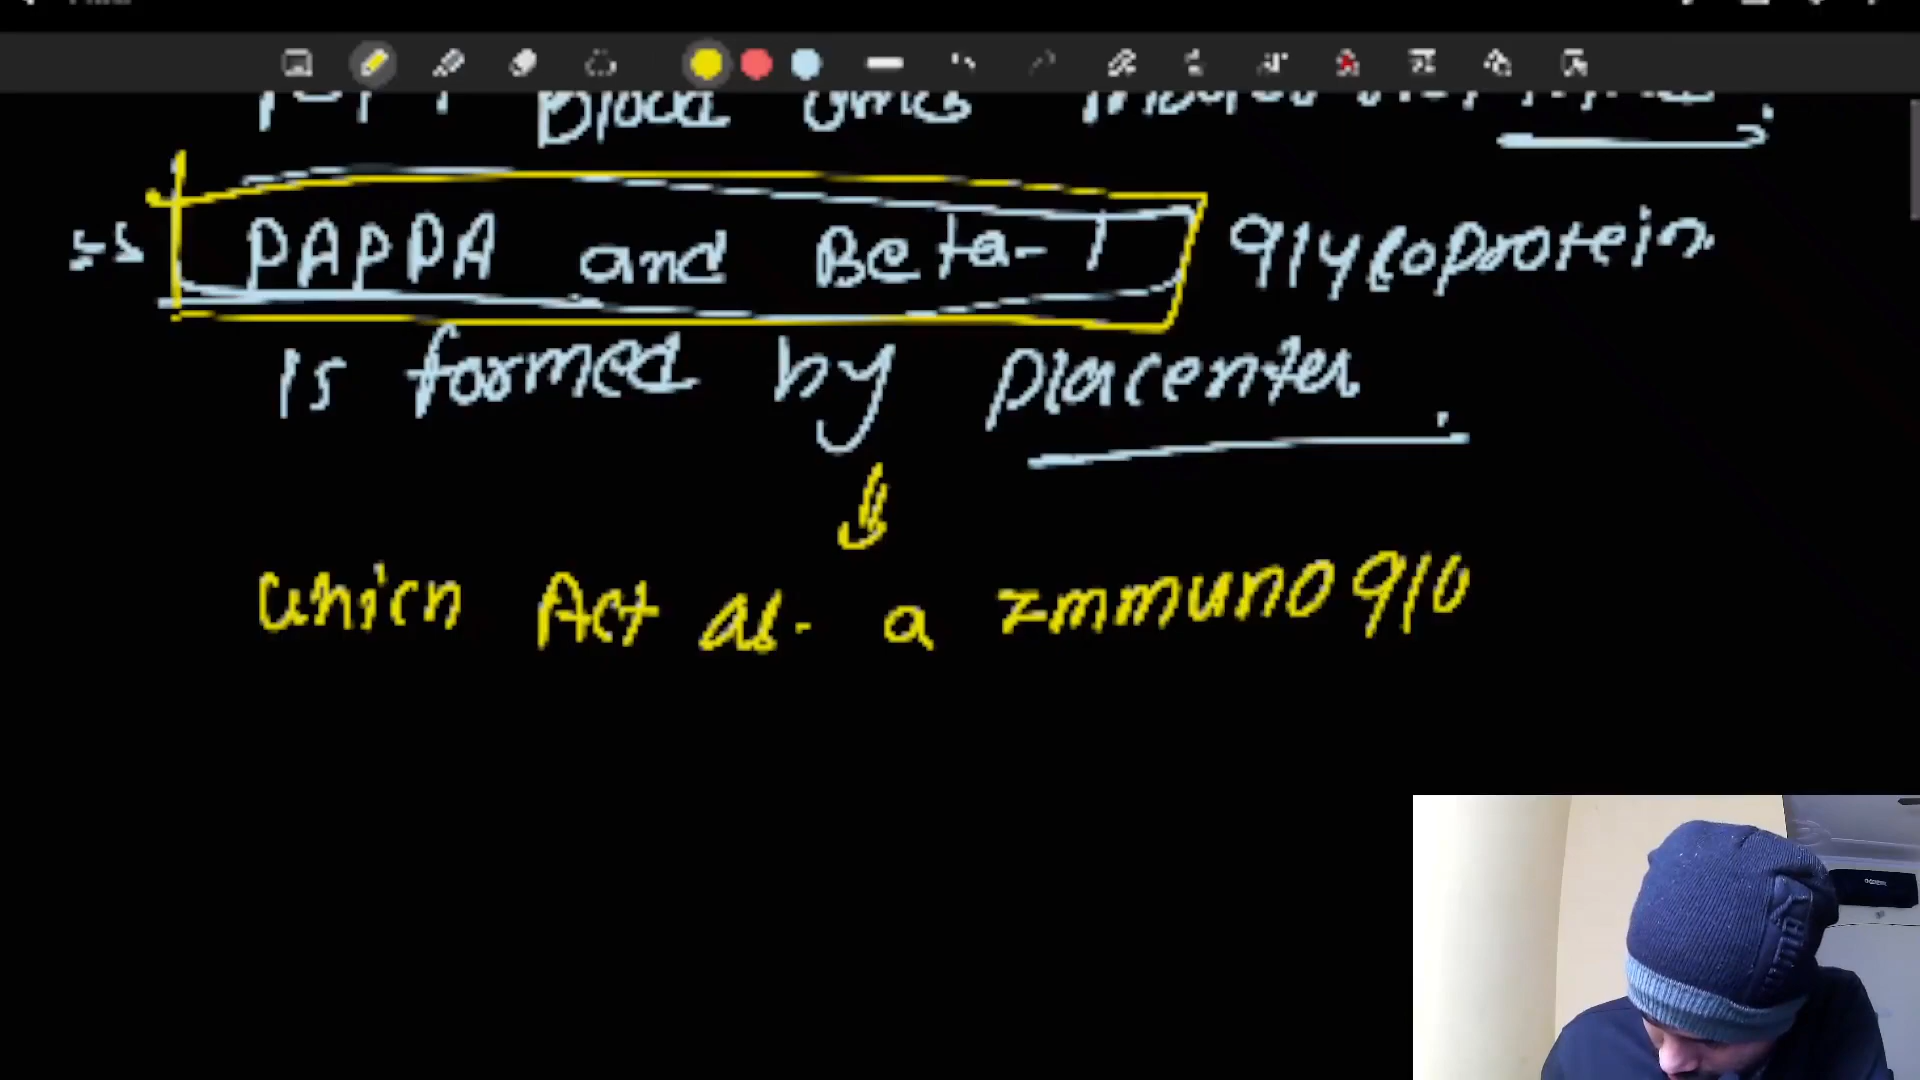 Blood
=> PAPPA and Beta-1 glycoprotein
is formed by placenter.
which Act as a Immunoglo